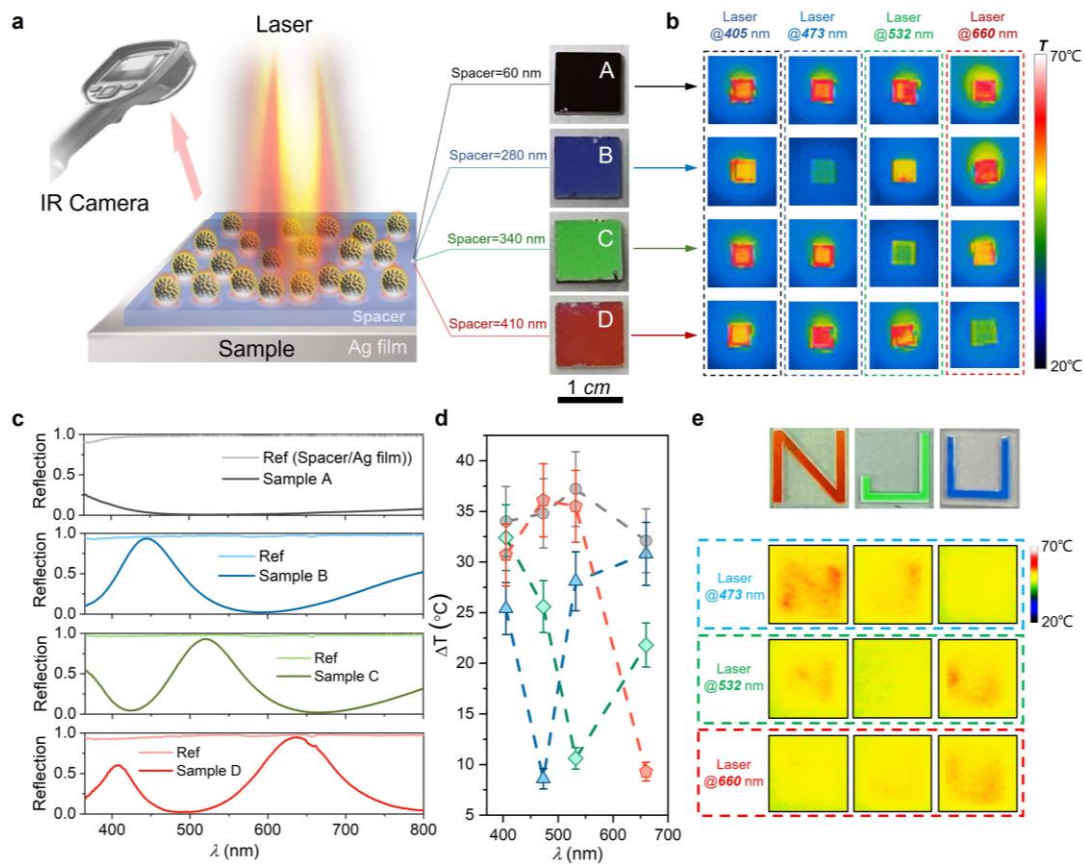 a
Laser
IR Camera
Spacer
Sample
Ag film
Spacer=60 nm
Spacer=280 nm
Spacer=340 nm
Spacer=410 nm
A
B
C
D
1 cm
b
Laser
@405 nm
Laser
@473 nm
Laser
@532 nm
Laser
@660 nm
T
70℃
20℃
c
Reflection
1.0
0.5
0.0
Ref (Spacer/Ag film))
Sample A
Reflection
1.0
0.5
0.0
Ref
Sample B
Reflection
1.0
0.5
0.0
Ref
Sample C
Reflection
1.0
0.5
0.0
Ref
Sample D
400 500 600 700 800
λ (nm)
d
ΔT (°C)
40
35
30
25
20
15
10
5
400 500 600 700
λ (nm)
e
N J U
Laser
@473 nm
70℃
20℃
Laser
@532 nm
Laser
@660 nm